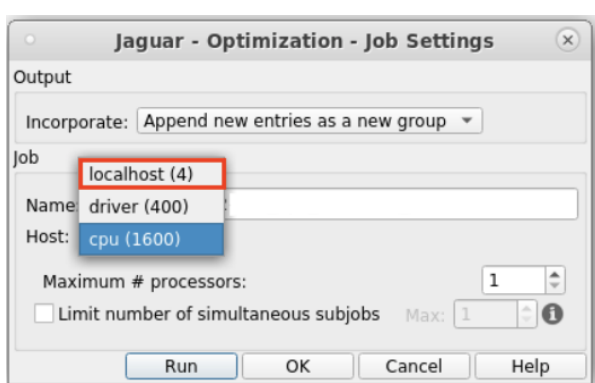 Jaguar - Optimization - Job Settings
Output
Incorporate: Append new entries as a new group
Job
localhost (4)
Name
driver (400)
Host:
cpu (1600)
Maximum # processors: 1
Limit number of simultaneous subjobs Max: 1
Run OK Cancel Help